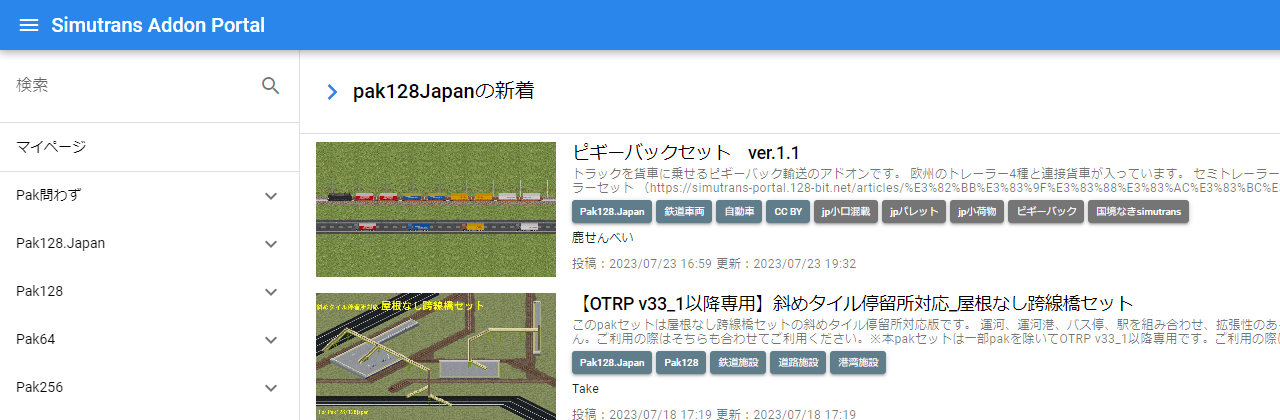 Simutrans Addon Portal
検索
マイページ
Pak問わず
Pak128.Japan
Pak128
Pak64
Pak256
pak128Japanの新着
ピギーバックセット　ver.1.1
トラックを貨車に乗せるピギーバック輸送のアドオンです。 欧州のトレーラー4種と連接貨車が入っています。 セミトレーラー
ラーセット （https://simutrans-portal.128-bit.net/articles/%E3%82%BB%E3%83%9F%E3%83%88%E3%83%AC%E3%83%BC%E3
Pak128.Japan 鉄道車両 自動車 CC BY jp小口混載 jpパレット jp小荷物 ピギーバック 国境なきsimutrans
鹿せんべい
投稿：2023/07/23 16:59 更新：2023/07/23 19:32
斜めタイル停留所対応 屋根なし跨線橋セット
for Pak128/128Japan
【OTRP v33_1以降専用】斜めタイル停留所対応_屋根なし跨線橋セット
このpakセットは屋根なし跨線橋セットの斜めタイル停留所対応版です。 運河、運河港、バス停、駅を組み合わせ、拡張性のあ
ん。ご利用の際はそちらも合わせてご利用ください。※本pakセットは一部pakを除いてOTRP v33_1以降専用です。ご利用の際に
Pak128.Japan Pak128 鉄道施設 道路施設 港湾施設
Take
投稿：2023/07/18 17:19 更新：2023/07/18 17:19